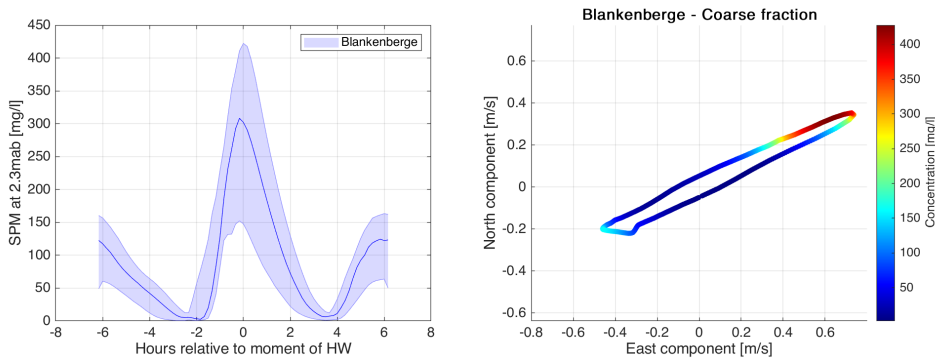 450
400
350
300
250
200
150
100
50
0
SPM at 2.3mab [mg/l]
Blankenberge
-8 -6 -4 -2 0 2 4 6 8
Hours relative to moment of HW
Blankenberge - Coarse fraction
0.6
0.4
0.2
0
-0.2
-0.4
-0.6
North component [m/s]
-0.8 -0.6 -0.4 -0.2 0 0.2 0.4 0.6
East component [m/s]
400
350
300
250
200
150
100
50
Concentration [mg/l]